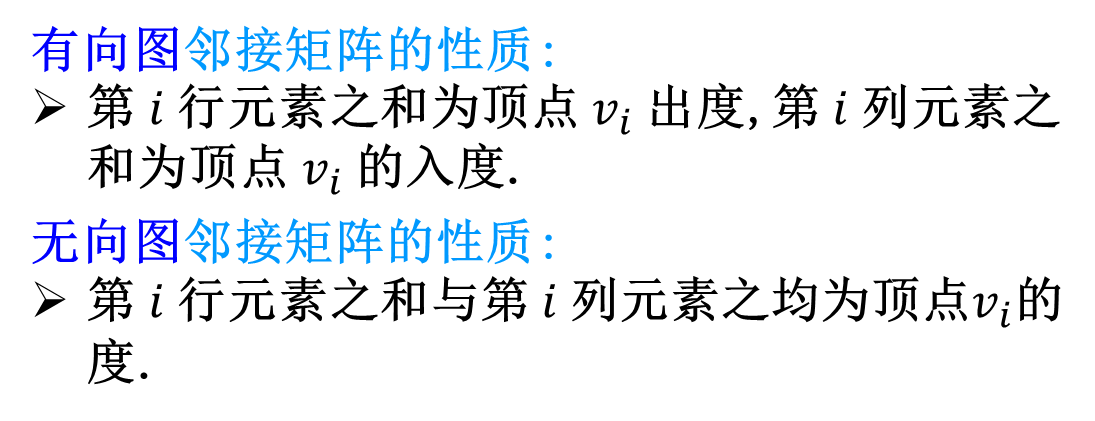 有向图邻接矩阵的性质:
➢ 第 i 行元素之和为顶点 vᵢ 出度, 第 i 列元素之
和为顶点 vᵢ 的入度.
无向图邻接矩阵的性质:
➢ 第 i 行元素之和与第 i 列元素之均为顶点vᵢ的
度.